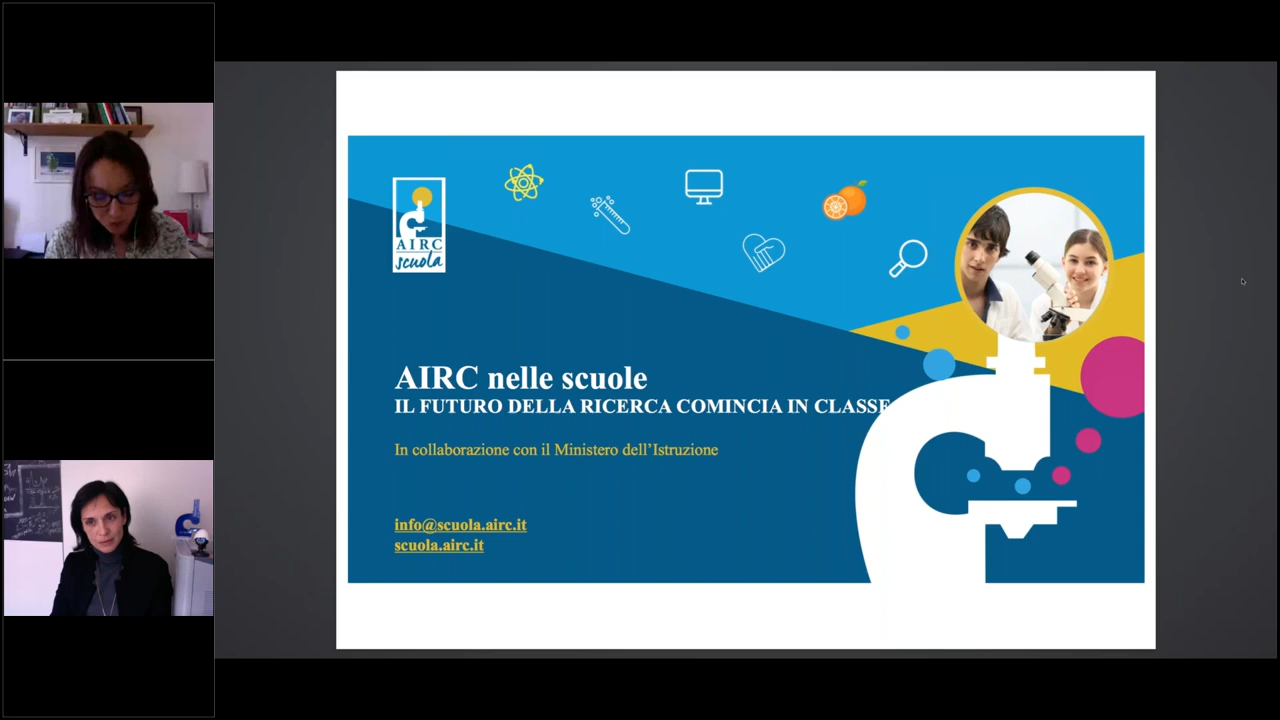 AIRC
scuola
AIRC nelle scuole
IL FUTURO DELLA RICERCA COMINCIA IN CLASSE
In collaborazione con il Ministero dell'Istruzione
info@scuola.airc.it
scuola.airc.it